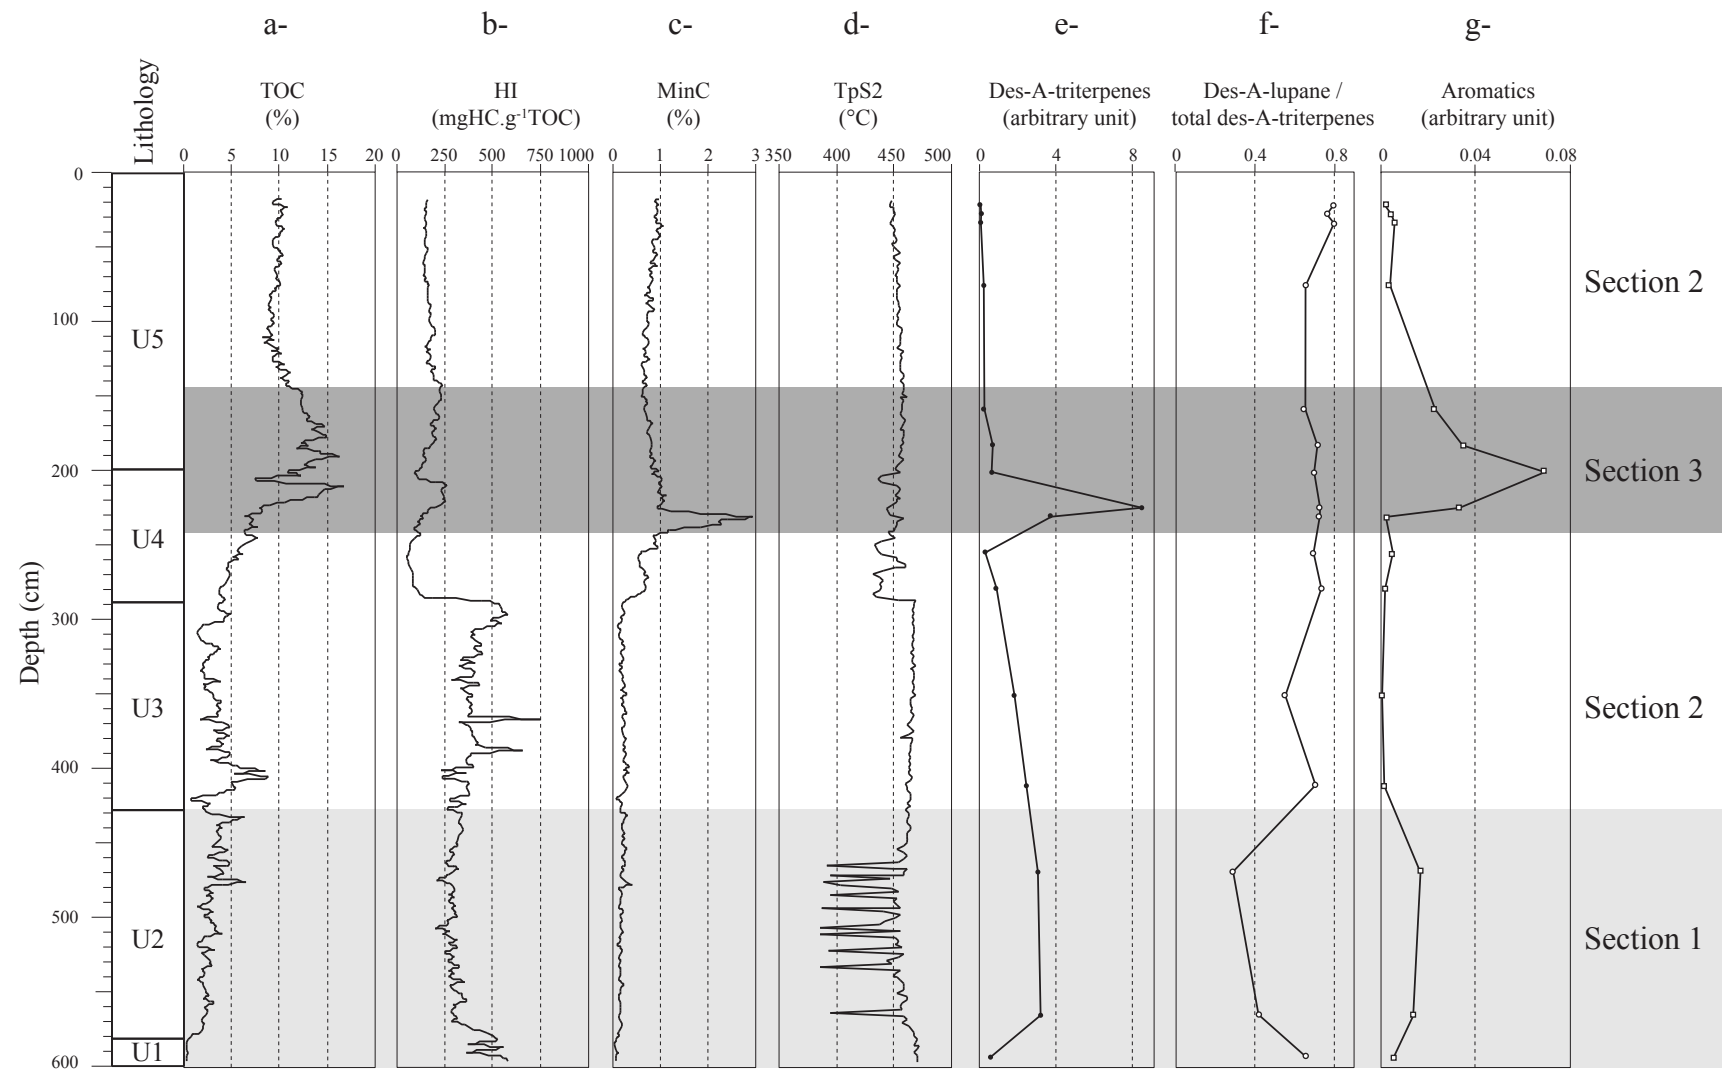 a- b- c- d- e- f- g-
Lithology
TOC HI MinC TpS2 Des-A-triterpenes Des-A-lupane / Aromatics
(%) (mgHC.g-1TOC) (%) (°C) (arbitrary unit) total des-A-triterpenes (arbitrary unit)
0 5 10 15 20 0 250 500 750 1000 0 1 2 3 350 400 450 500 0 4 8 0 0.4 0.8 0 0.04 0.08
0
Section 2
100
U5
200
Section 3
U4
Depth (cm)
300
U3
Section 2
400
500
U2
Section 1
U1
600